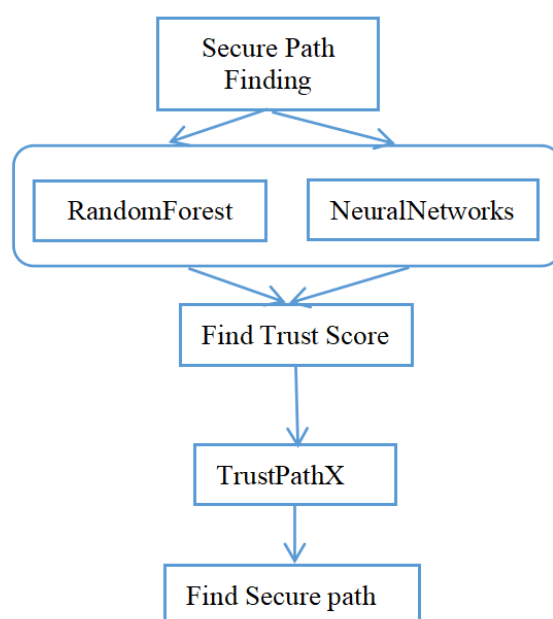 Secure Path
Finding
RandomForest
NeuralNetworks
Find Trust Score
TrustPathX
Find Secure path